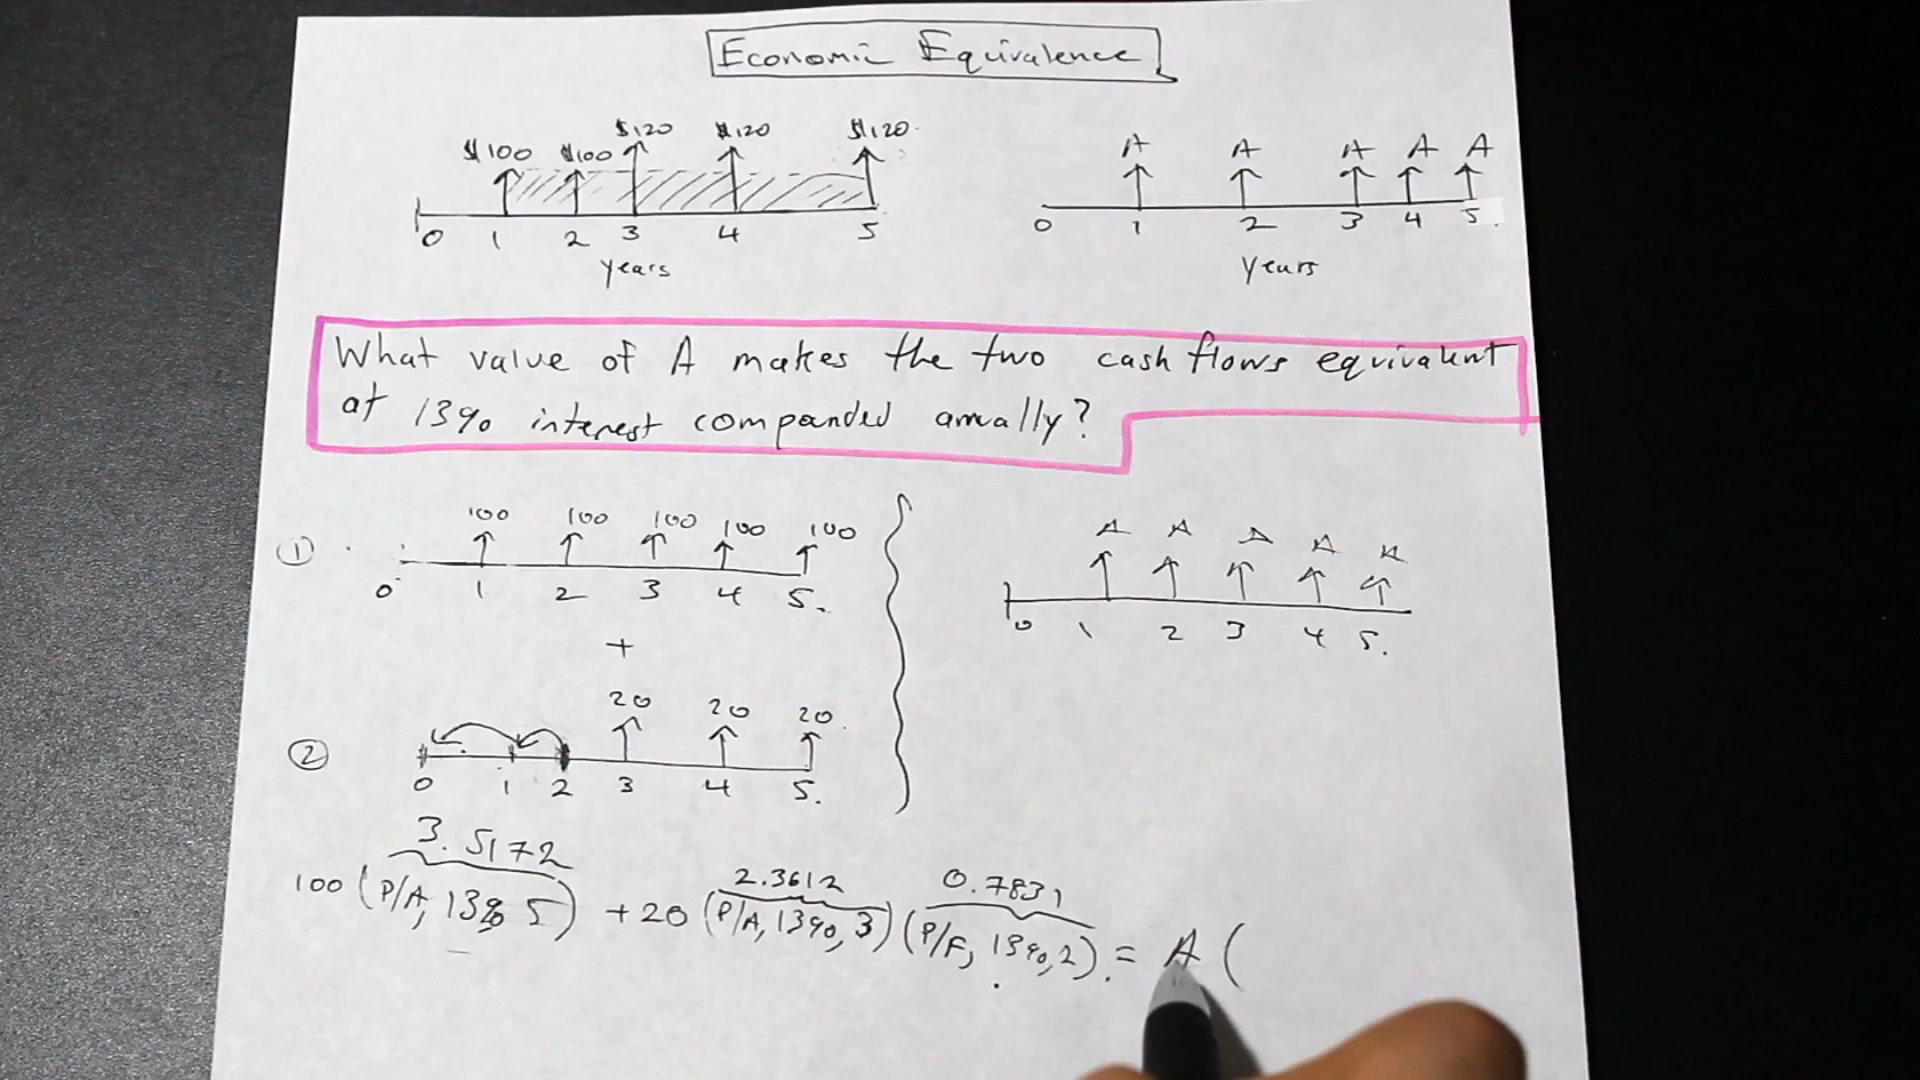 Economic Equivalence
$100 $100 $120 $120 $120
0 1 2 3 4 5
years
A A A A A
0 1 2 3 4 5.
years
What value of A makes the two cash flows equivalent
at 13% interest compounded annually?
1 100 100 100 100 100
0 1 2 3 4 5.
+
2 20 20 20
0 1 2 3 4 5.
A A A A A
0 1 2 3 4 5.
3.5172 2.3612 0.7831
100 (P/A, 13%, 5) + 20 (P/A, 13%, 3) (P/F, 13%, 2) = A (